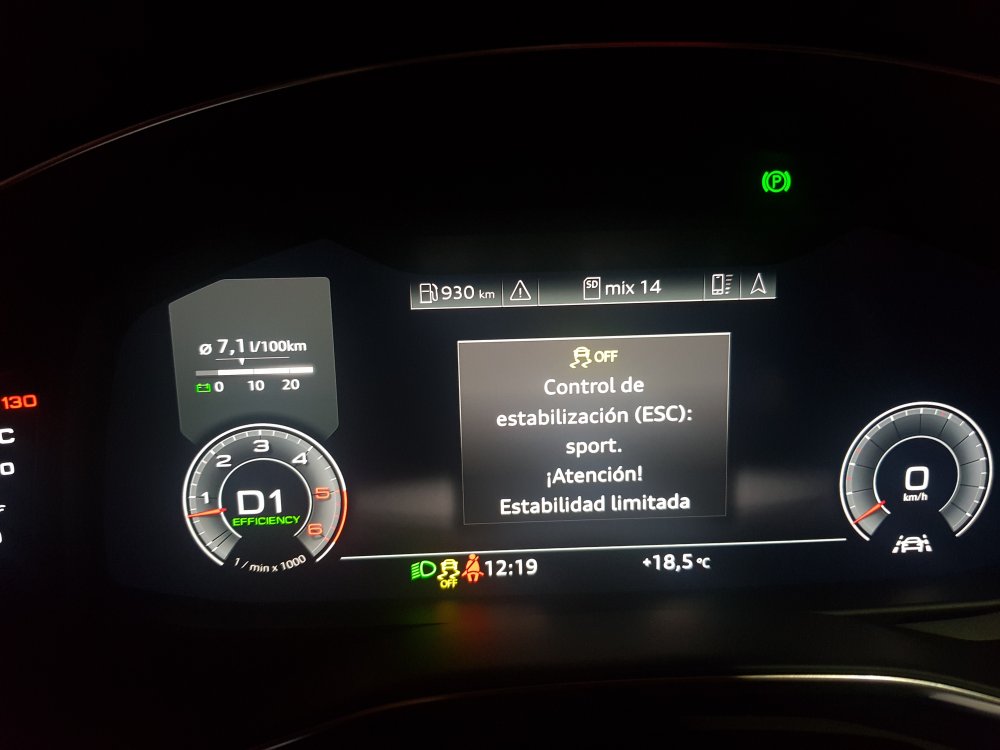 930 km
SD mix 14
ø 7,1 l/100km
0 10 20
OFF
Control de
estabilización (ESC):
sport.
¡Atención!
Estabilidad limitada
130
C
1 2 3 4 5 6
D1
EFFICIENCY
1 / min x 1000
0
km/h
P
OFF
12:19
+18,5 °C